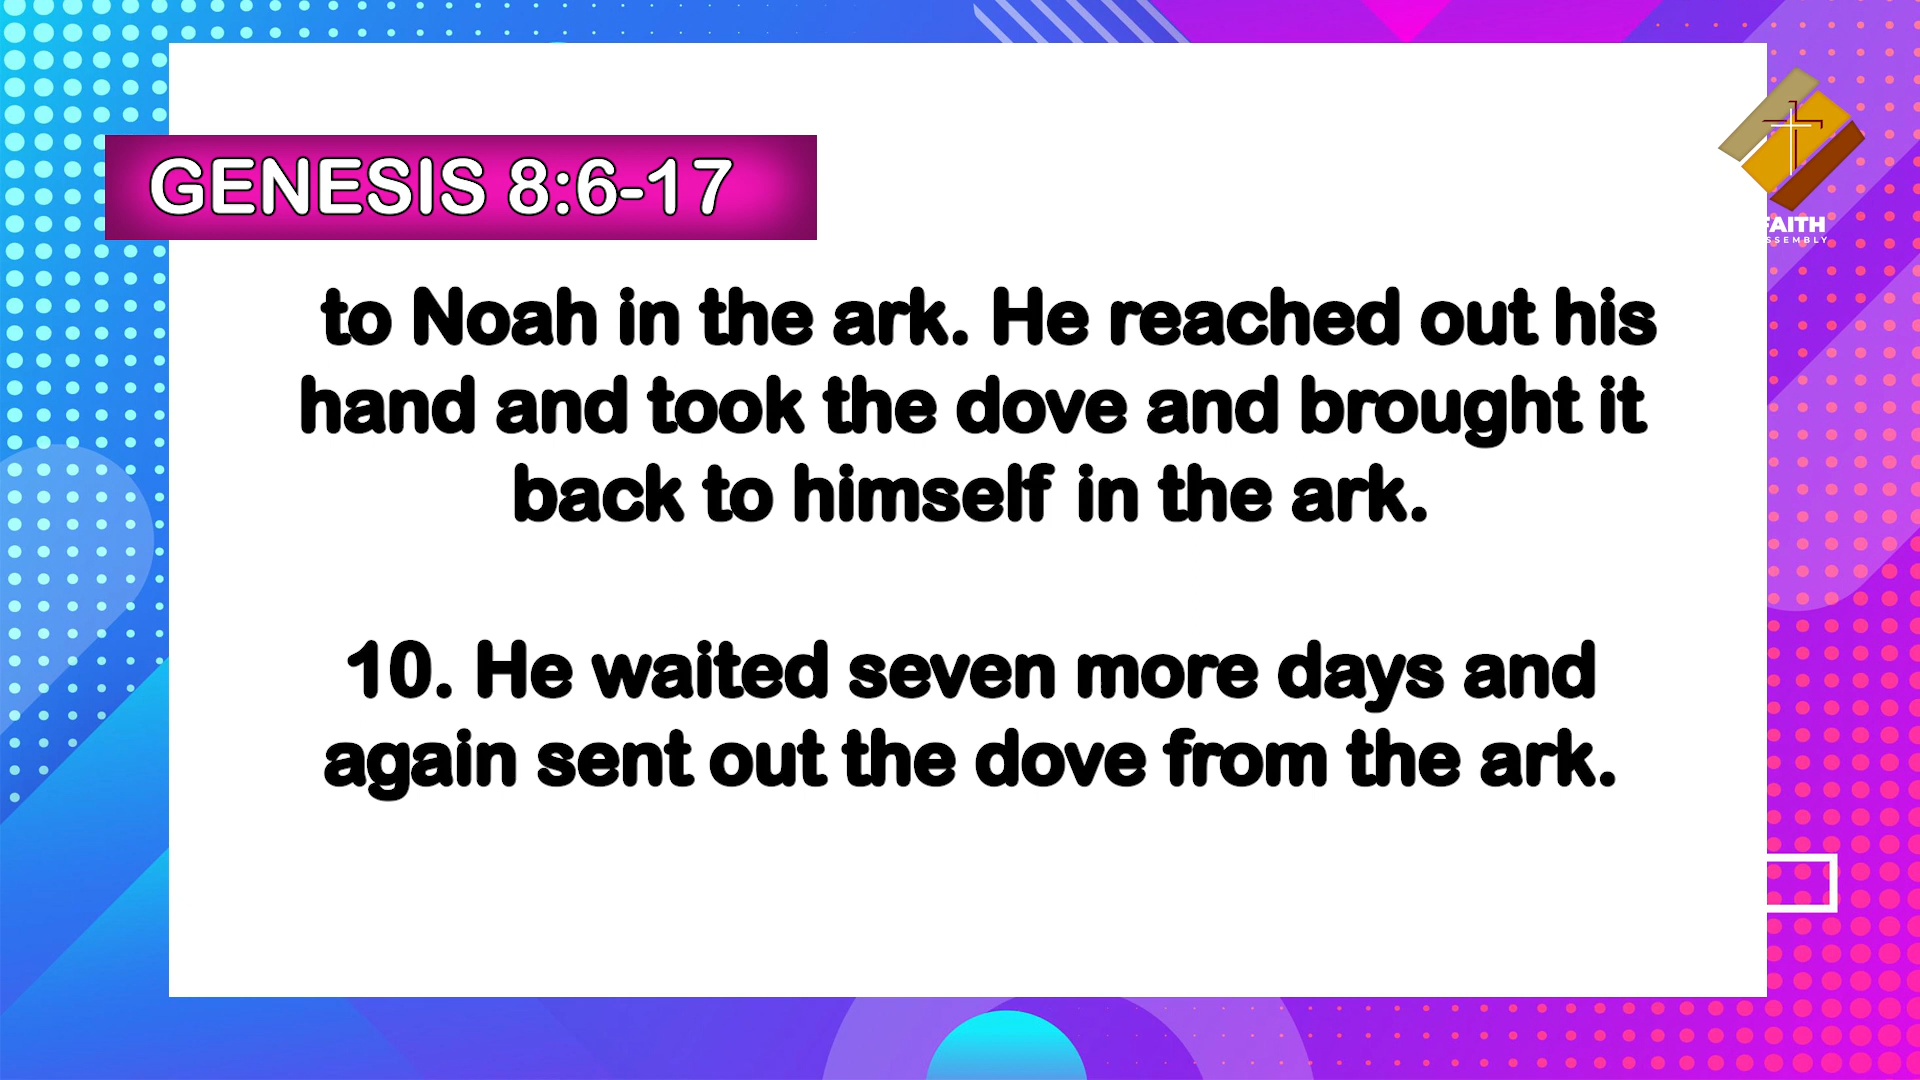 GENESIS 8:6-17
FAITH
SSEMBLY
to Noah in the ark. He reached out his
hand and took the dove and brought it
back to himself in the ark.
10. He waited seven more days and
again sent out the dove from the ark.